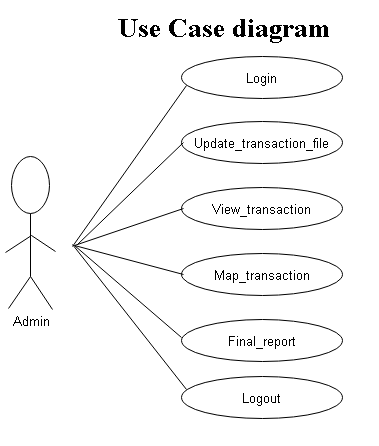 Use Case diagram
Login
Update_transaction_file
View_transaction
Map_transaction
Admin
Final_report
Logout